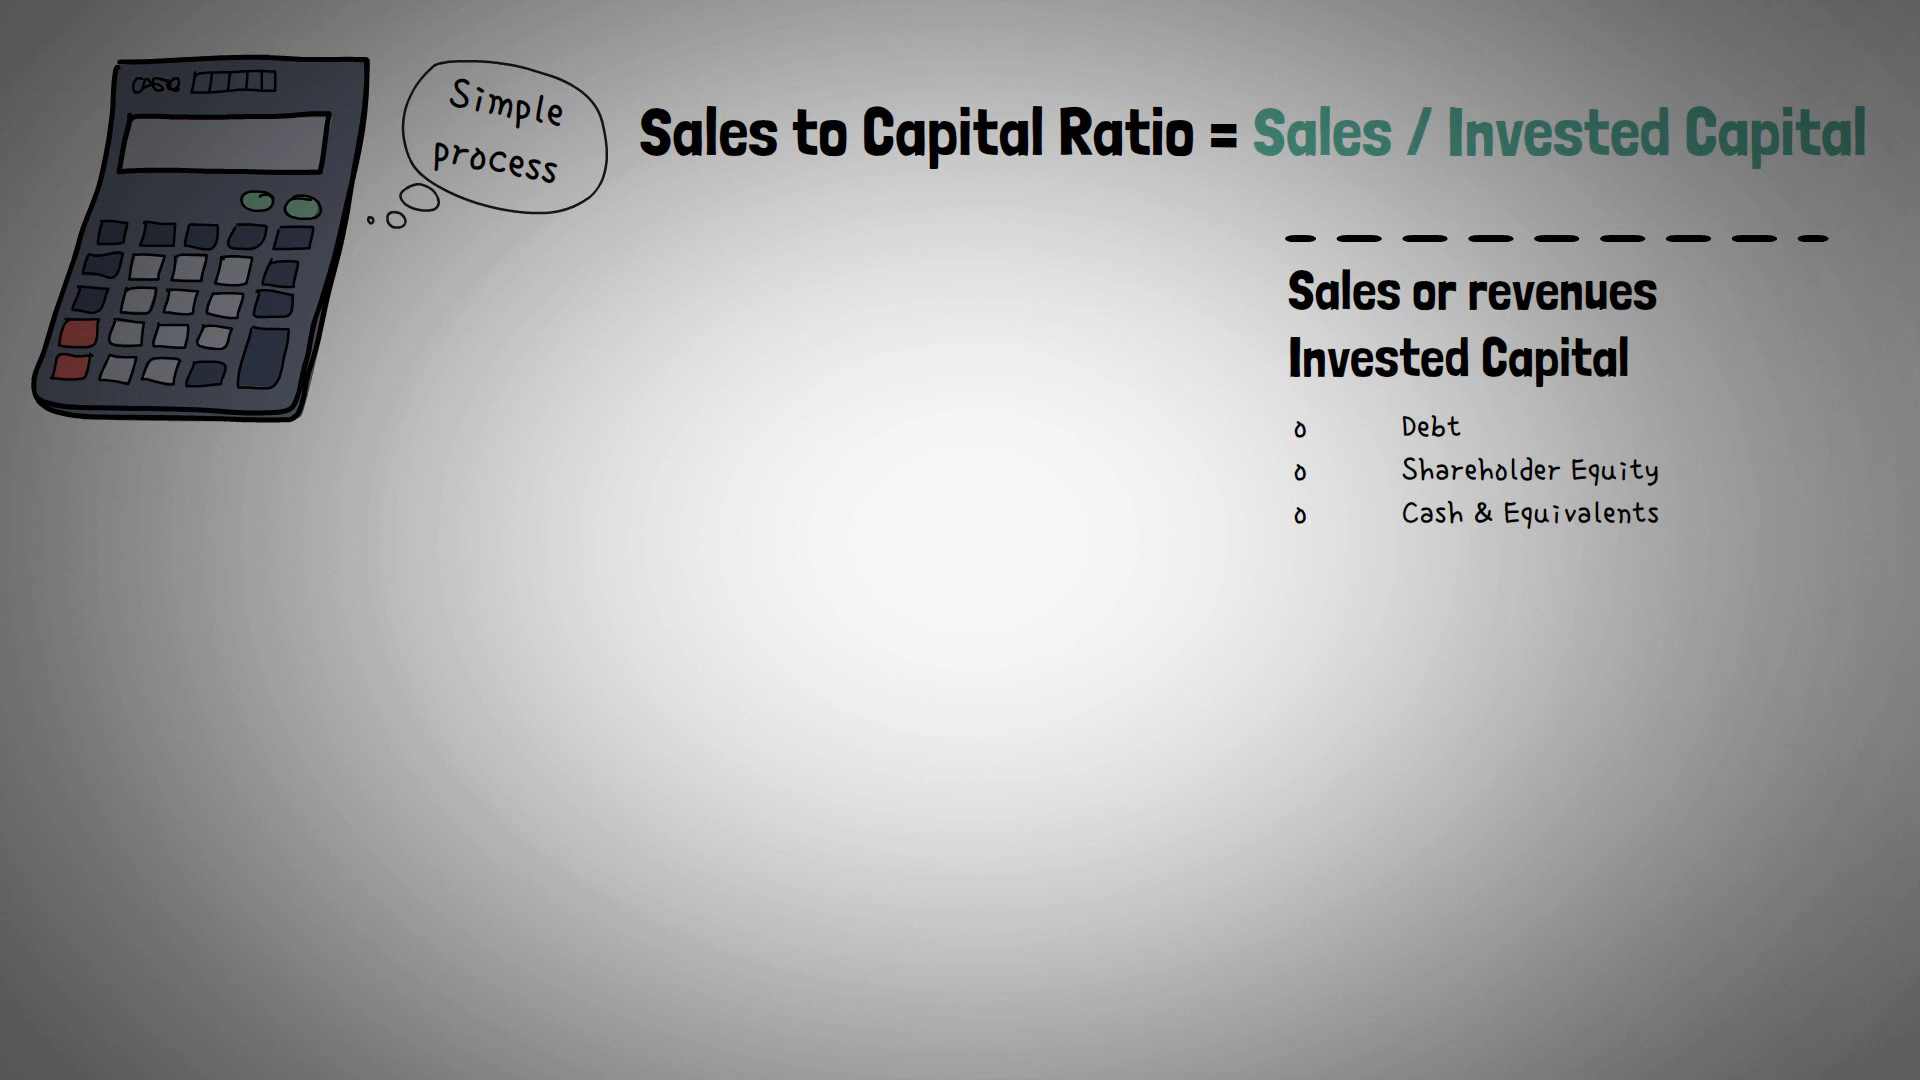 Simple
process
Sales to Capital Ratio = Sales / Invested Capital
Sales or revenues
Invested Capital
o Debt
o Shareholder Equity
o Cash & Equivalents